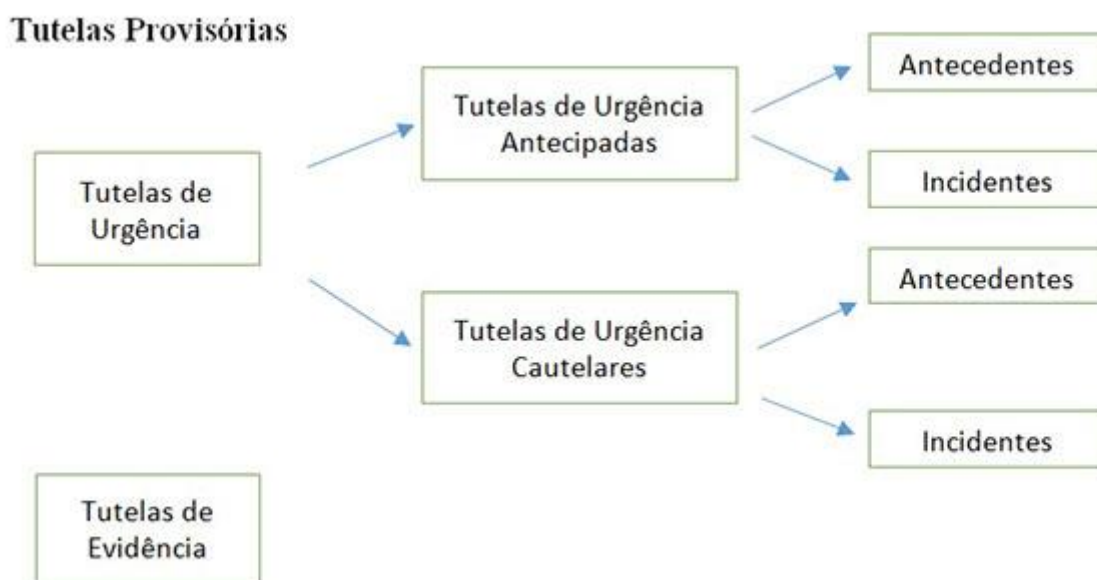 Tutelas Provisórias
Tutelas de
Urgência
Tutelas de Urgência
Antecipadas
Antecedentes
Incidentes
Tutelas de Urgência
Cautelares
Antecedentes
Incidentes
Tutelas de
Evidência